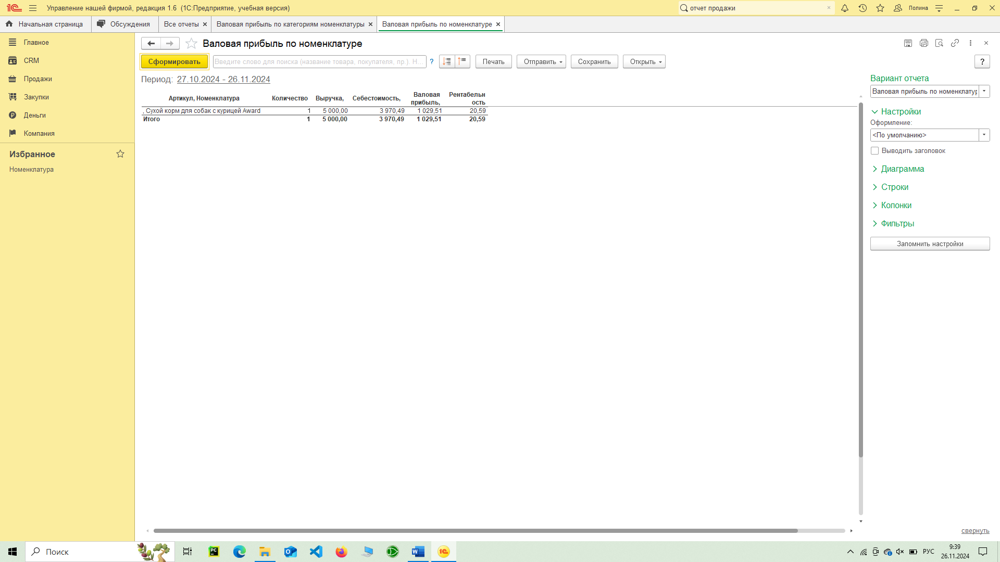 Управление нашей фирмой, редакция 1.6 (1С:Предприятие, учебная версия)
отчет продажи
Полина
Начальная страница
Обсуждения
Все отчеты
Валовая прибыль по категориям номенклатуры
Валовая прибыль по номенклатуре
Главное
CRM
Продажи
Закупки
Деньги
Компания
Избранное
Номенклатура
Валовая прибыль по номенклатуре
Сформировать
Введите слово для поиска (название товара, покупателя, пр.). Н...
?
Печать
Отправить
Сохранить
Открыть
?
Период: 27.10.2024 - 26.11.2024
Артикул, Номенклатура Количество Выручка, Себестоимость, Валовая прибыль, Рентабельн ость
, Сухой корм для собак с курицей Award 1 5 000,00 3 970,49 1 029,51 20,59
Итого 1 5 000,00 3 970,49 1 029,51 20,59
Вариант отчета
Валовая прибыль по номенклатур
Настройки
Оформление:
<По умолчанию>
Выводить заголовок
Диаграмма
Строки
Колонки
Фильтры
Запомнить настройки
свернуть
Поиск
РУС
9:39
26.11.2024